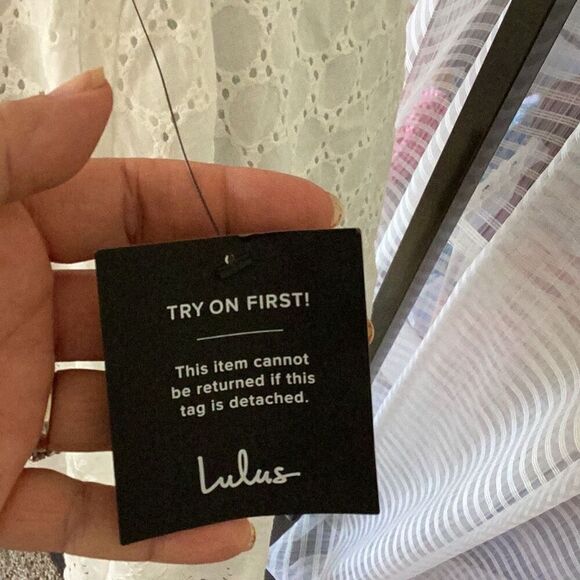 TRY ON FIRST!
This item cannot
be returned if this
tag is detached.
Lulus